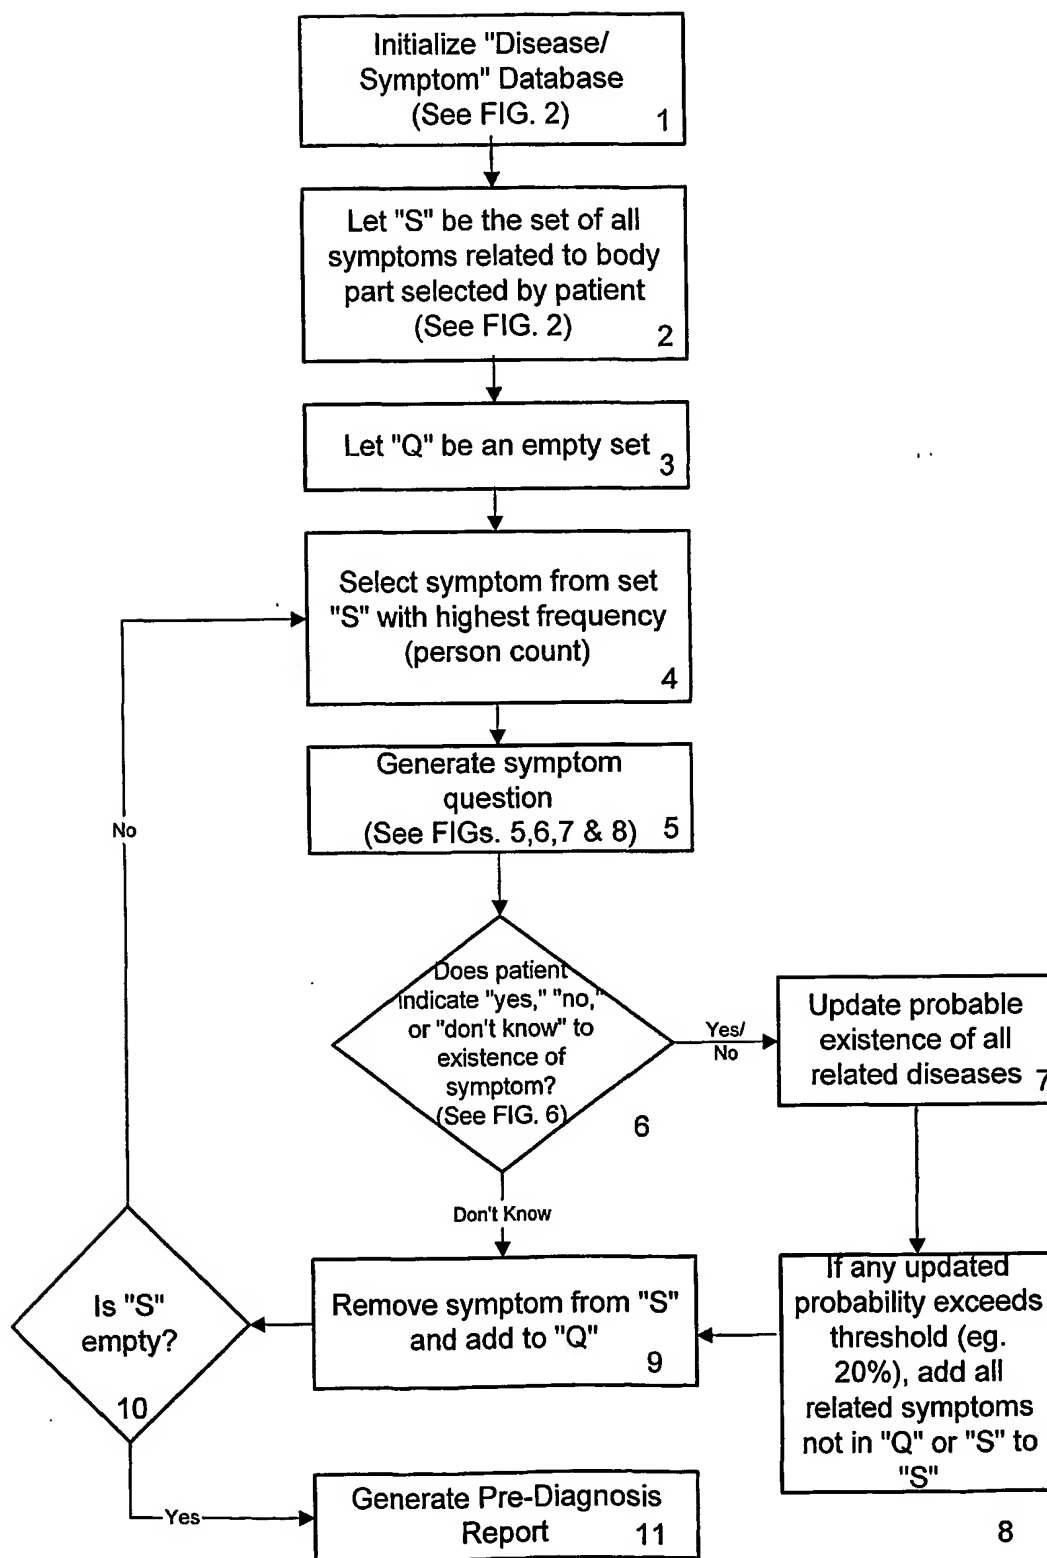 Initialize "Disease/
Symptom" Database
(See FIG. 2)
1
Let "S" be the set of all
symptoms related to body
part selected by patient
(See FIG. 2)
2
Let "Q" be an empty set
3
Select symptom from set
"S" with highest frequency
(person count)
4
Generate symptom
question
(See FIGs. 5,6,7 & 8)
5
No
Does patient
indicate "yes," "no,"
or "don't know" to
existence of
symptom?
(See FIG. 6)
6
Yes/
No
Update probable
existence of all
related diseases
7
Don't Know
If any updated
probability exceeds
threshold (eg.
20%), add all
related symptoms
not in "Q" or "S" to
"S"
8
Remove symptom from "S"
and add to "Q"
9
Is "S"
empty?
10
Yes
Generate Pre-Diagnosis
Report
11